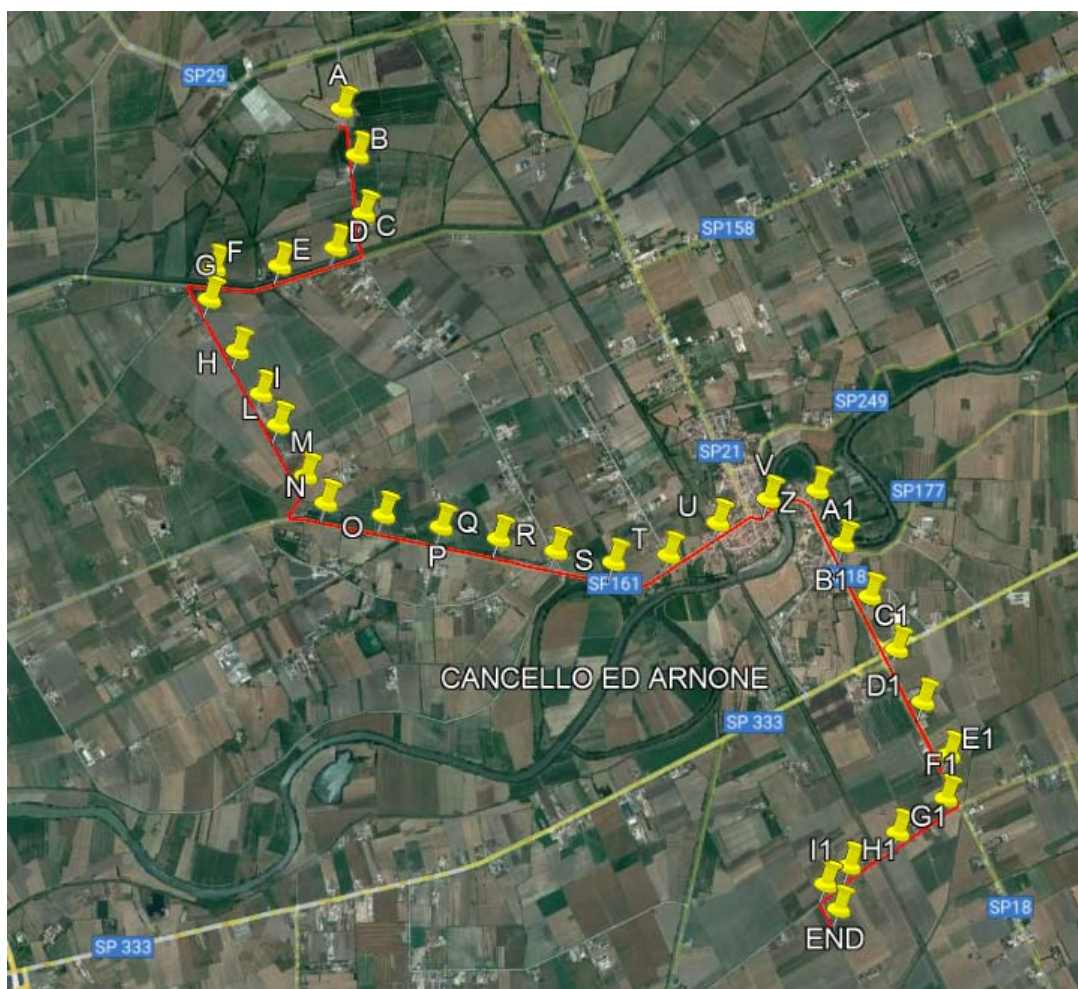 A
SP29
B
C
SP158
D
E
F
G
H
I
SP249
L
M
SP21
V
N
Z
SP177
A1
U
O
Q
R
T
P
S
SP161
B1
18
C1
CANCELLO ED ARNONE
D1
SP 333
E1
F1
G1
H1
I1
SP18
END
SP 333